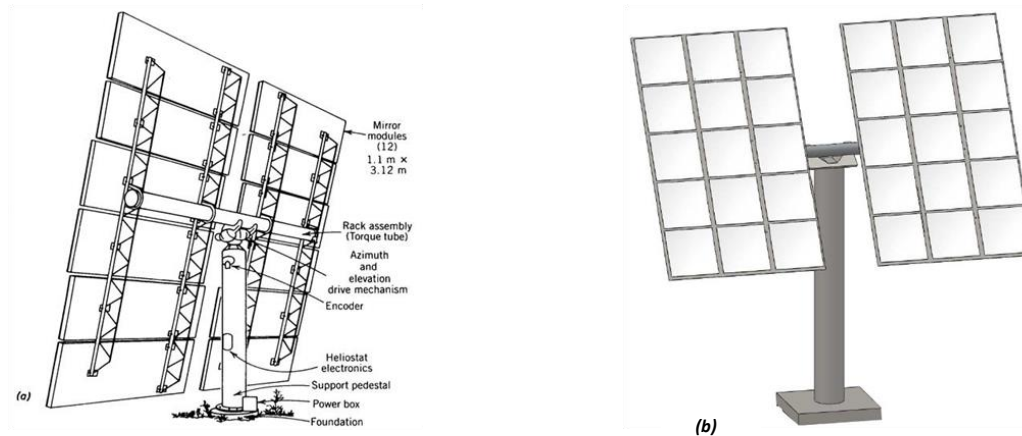 Mirror
modules
(12)
1.1 m ×
3.12 m
Rack assembly
(Torque tube)
Azimuth
and
elevation
drive mechanism
Encoder
Heliostat
electronics
Support pedestal
Power box
Foundation
(a)
(b)